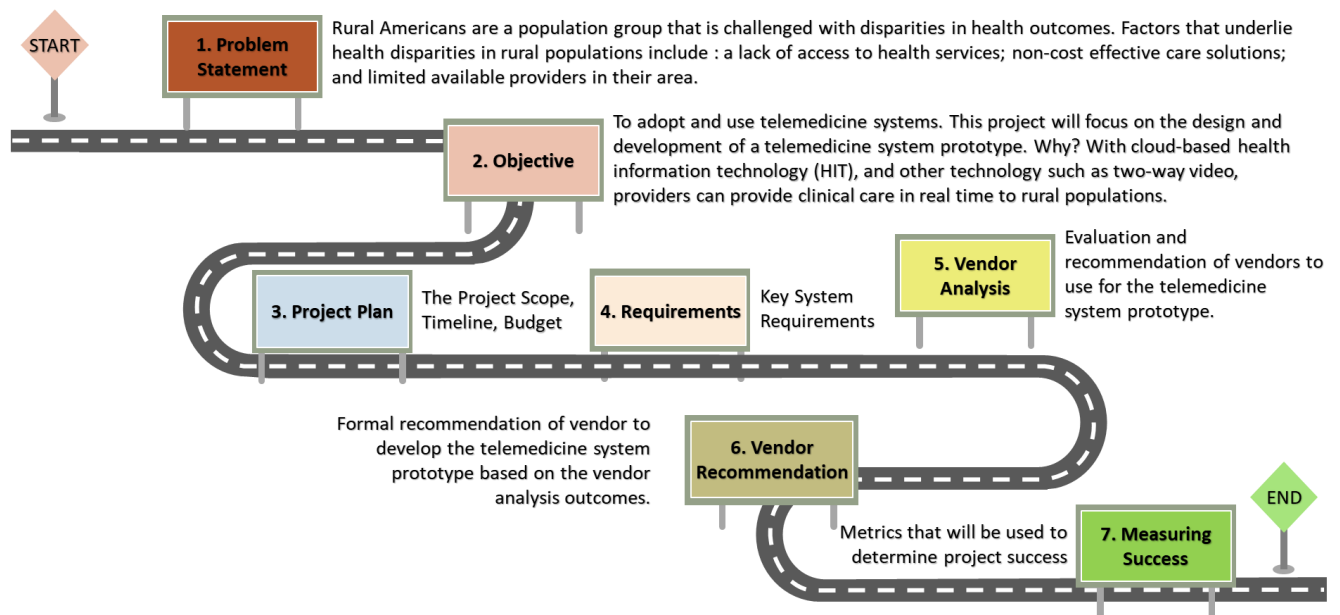 START
1. Problem
Statement
Rural Americans are a population group that is challenged with disparities in health outcomes. Factors that underlie
health disparities in rural populations include : a lack of access to health services; non-cost effective care solutions;
and limited available providers in their area.
2. Objective
To adopt and use telemedicine systems. This project will focus on the design and
development of a telemedicine system prototype. Why? With cloud-based health
information technology (HIT), and other technology such as two-way video,
providers can provide clinical care in real time to rural populations.
3. Project Plan
The Project Scope,
Timeline, Budget
4. Requirements
Key System
Requirements
5. Vendor
Analysis
Evaluation and
recommendation of vendors to
use for the telemedicine
system prototype.
Formal recommendation of vendor to
develop the telemedicine system
prototype based on the vendor
analysis outcomes.
6. Vendor
Recommendation
Metrics that will be used to
determine project success
7. Measuring
Success
END